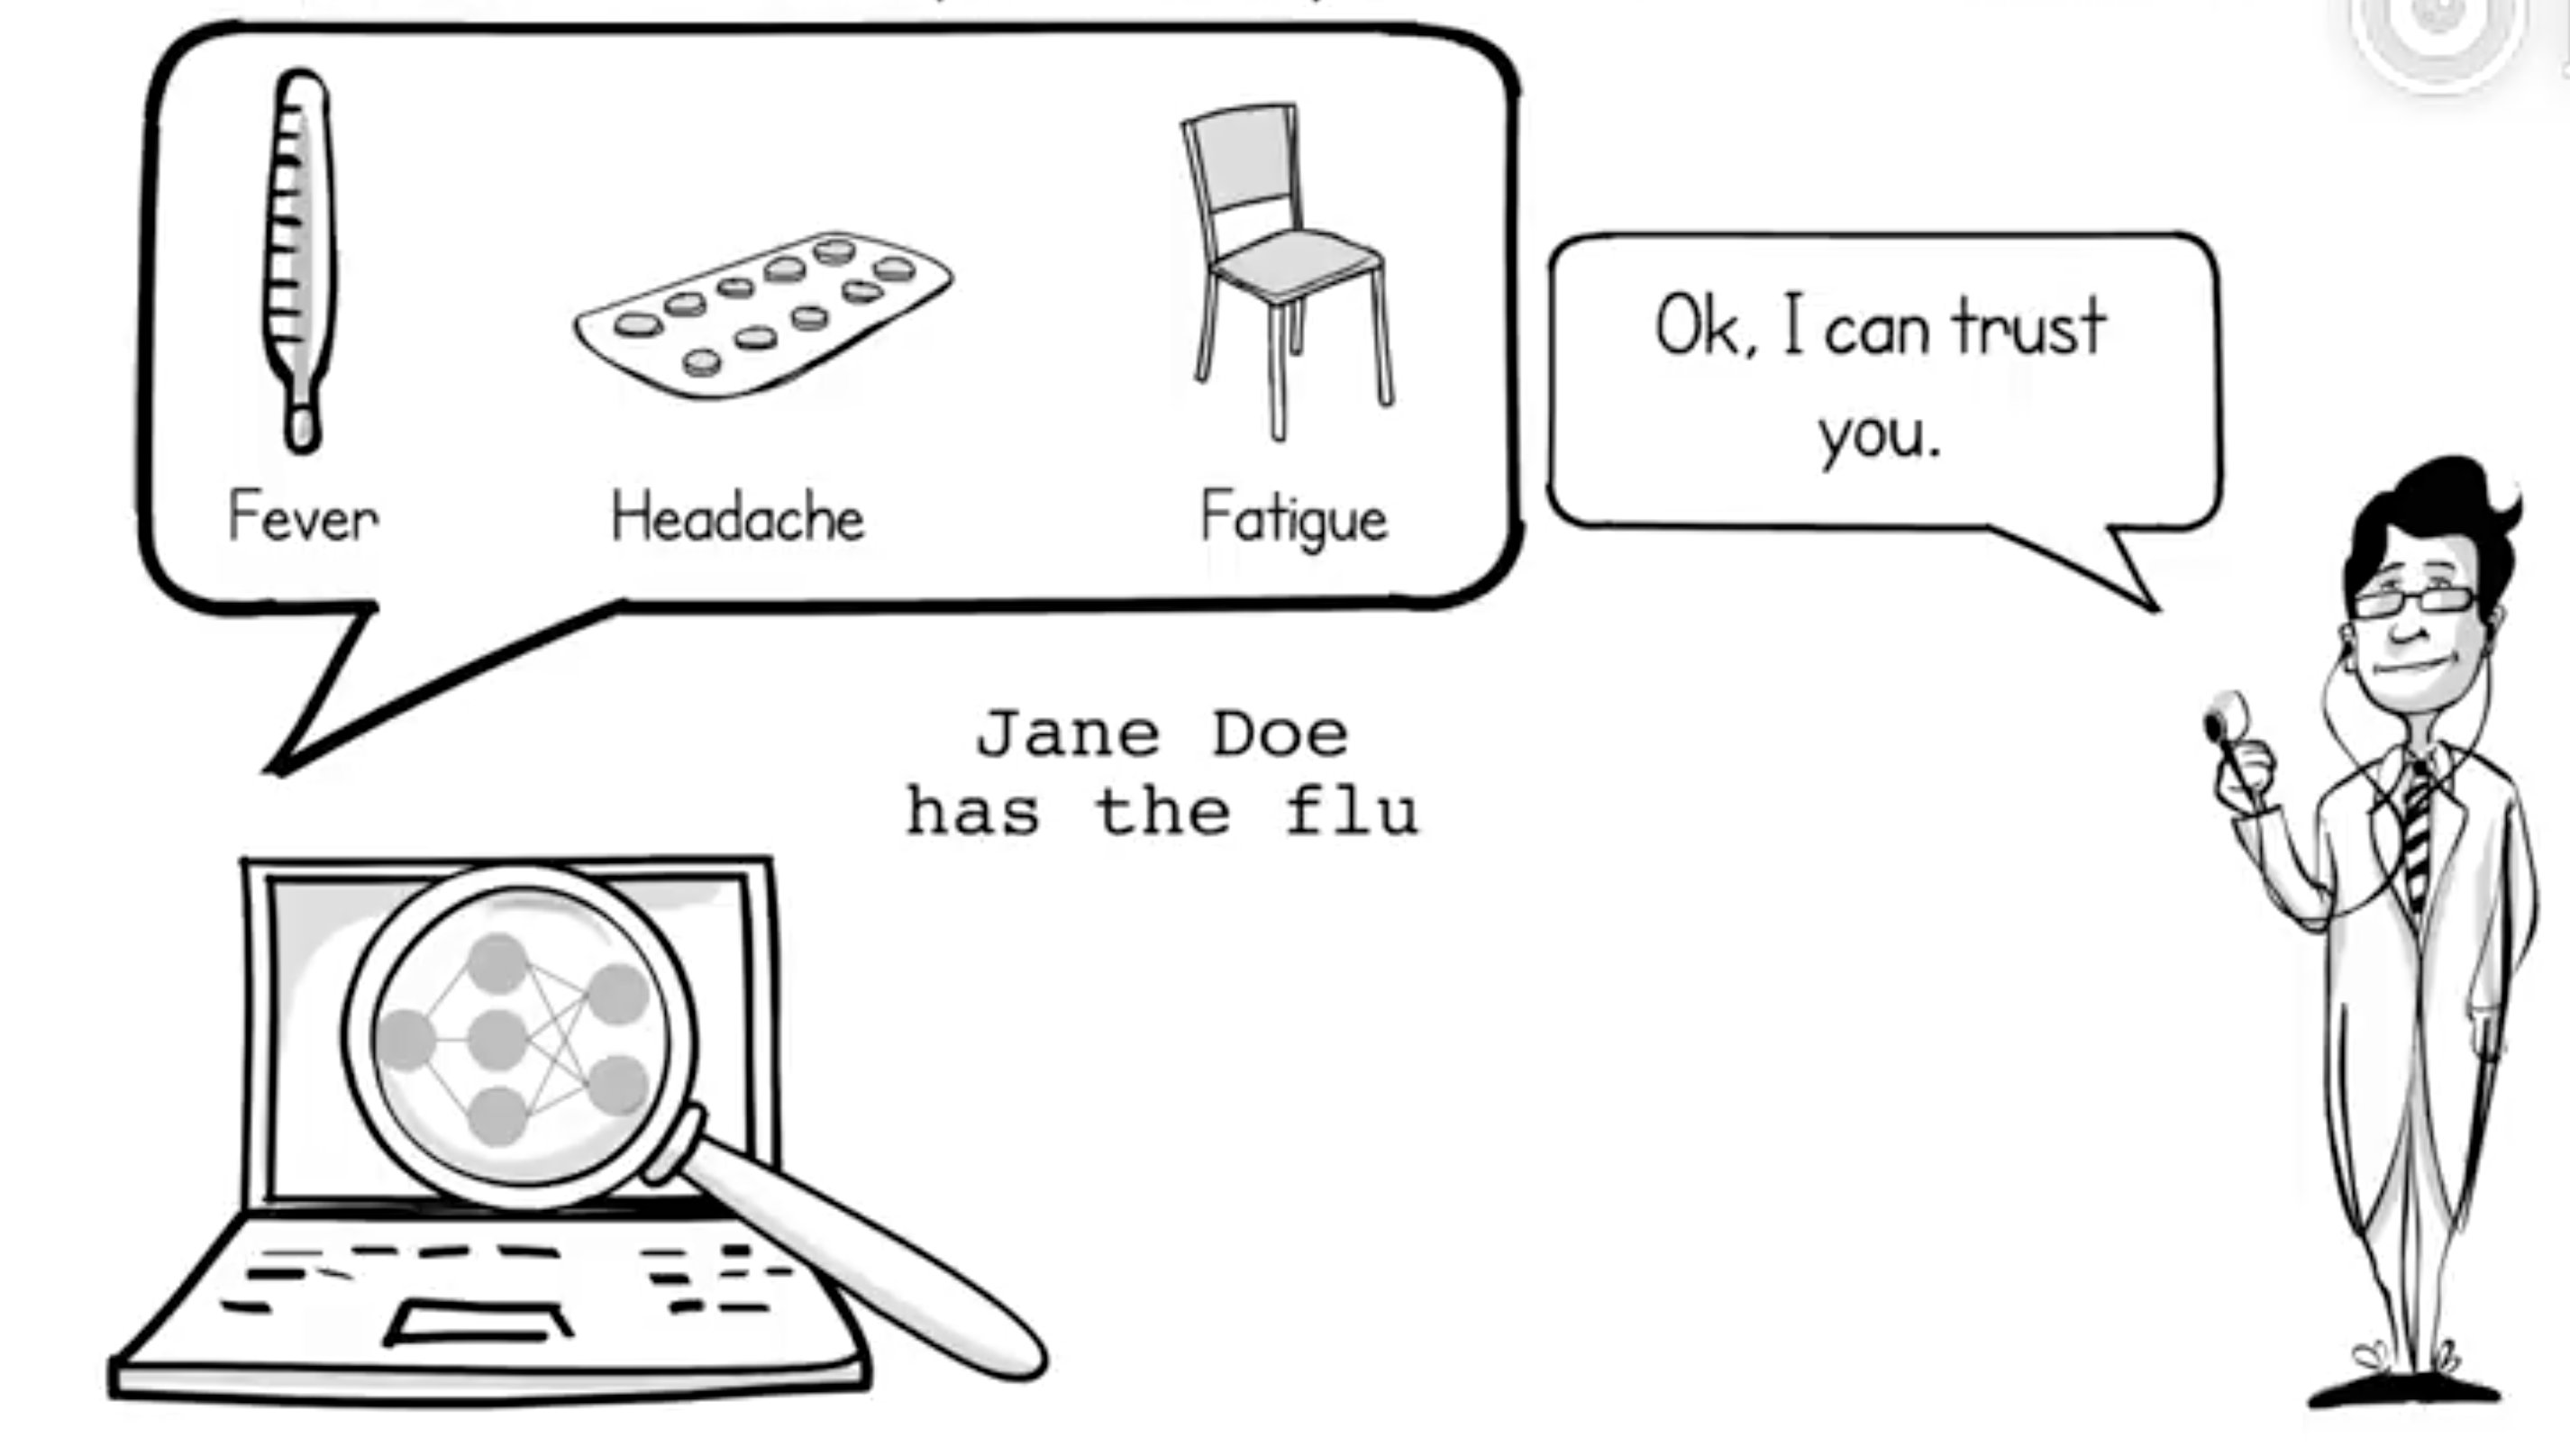 Fever
Headache
Fatigue
Ok, I can trust
you.
Jane Doe
has the flu